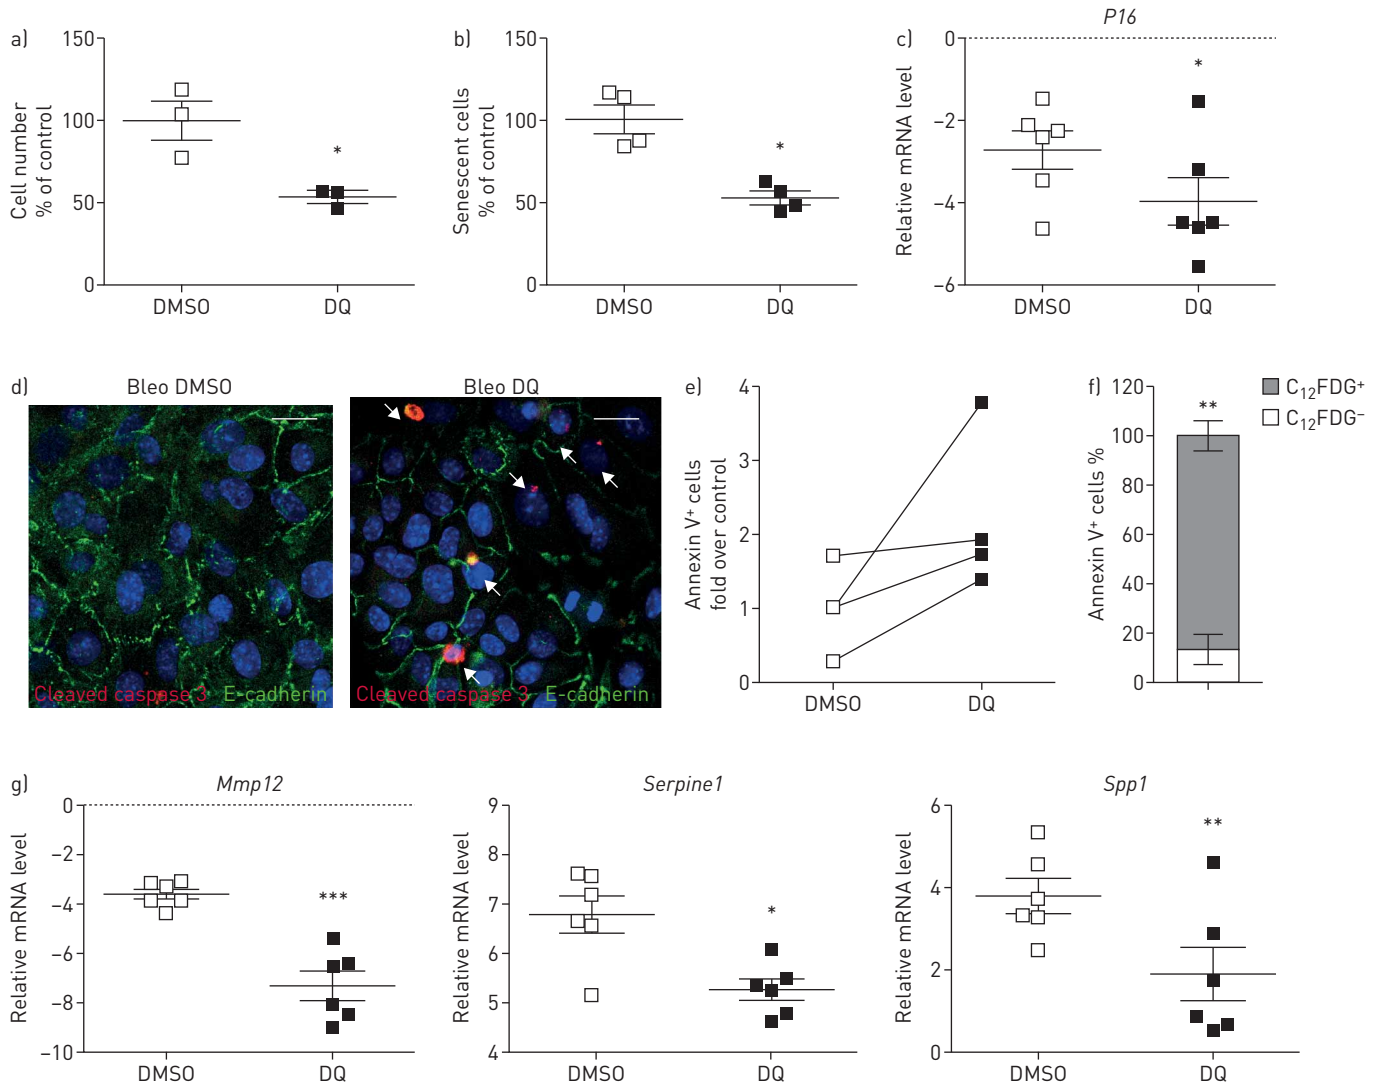 a)
150
100
50
0
Cell number
% of control
*
DMSO
DQ
b)
150
100
50
0
Senescent cells
% of control
*
DMSO
DQ
c)
P16
0
−2
−4
−6
Relative mRNA level
*
DMSO
DQ
d)
Bleo DMSO
Cleaved caspase 3 E-cadherin
Bleo DQ
Cleaved caspase 3 E-cadherin
e)
4
3
2
1
0
Annexin V⁺ cells
fold over control
DMSO
DQ
f)
120
100
80
60
40
20
0
Annexin V⁺ cells %
**
C₁₂FDG⁺
C₁₂FDG⁻
g)
Mmp12
0
−2
−4
−6
−8
−10
Relative mRNA level
***
DMSO
DQ
Serpine1
9
8
7
6
5
4
Relative mRNA level
*
DMSO
DQ
Spp1
6
4
2
0
Relative mRNA level
**
DMSO
DQ